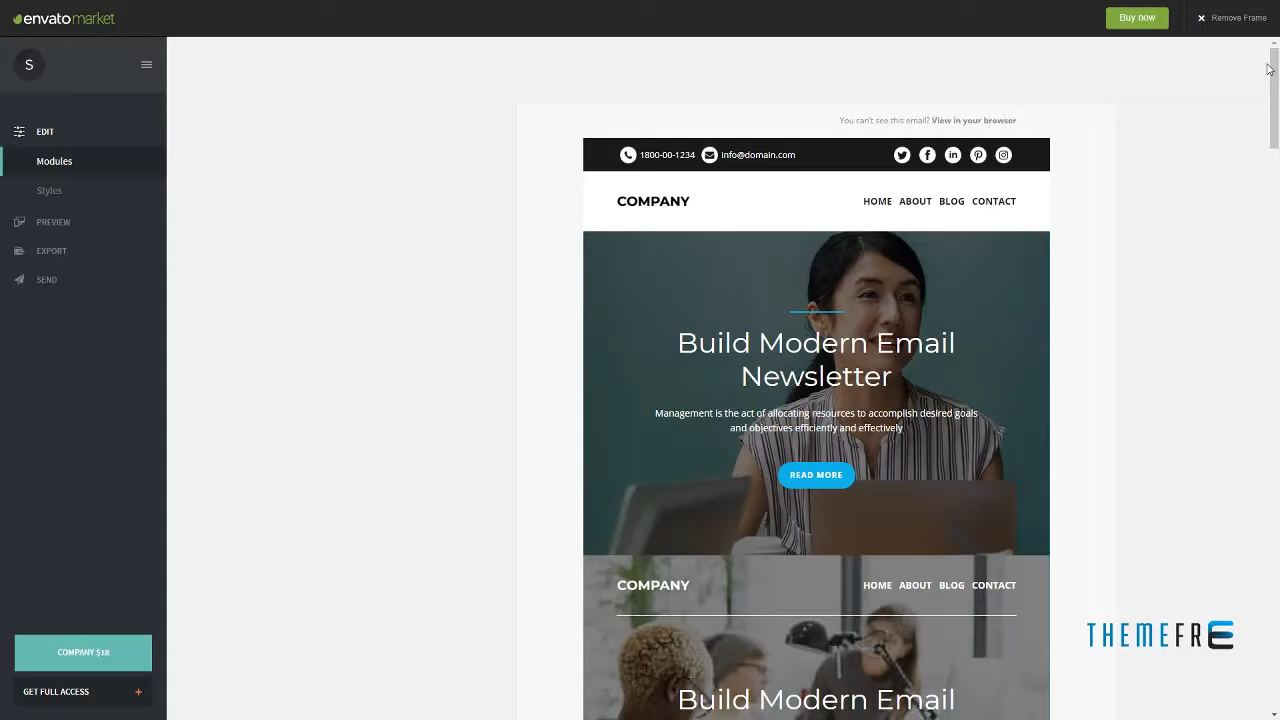 envatomarket
Buy now
Remove Frame
S
EDIT
Modules
Styles
PREVIEW
EXPORT
SEND
COMPANY $18
GET FULL ACCESS +
You can't see this email? View in your browser
1800-00-1234 info@domain.com
COMPANY HOME ABOUT BLOG CONTACT
Build Modern Email
Newsletter
Management is the act of allocating resources to accomplish desired goals
and objectives efficiently and effectively
READ MORE
COMPANY HOME ABOUT BLOG CONTACT
Build Modern Email
THEMEFRE